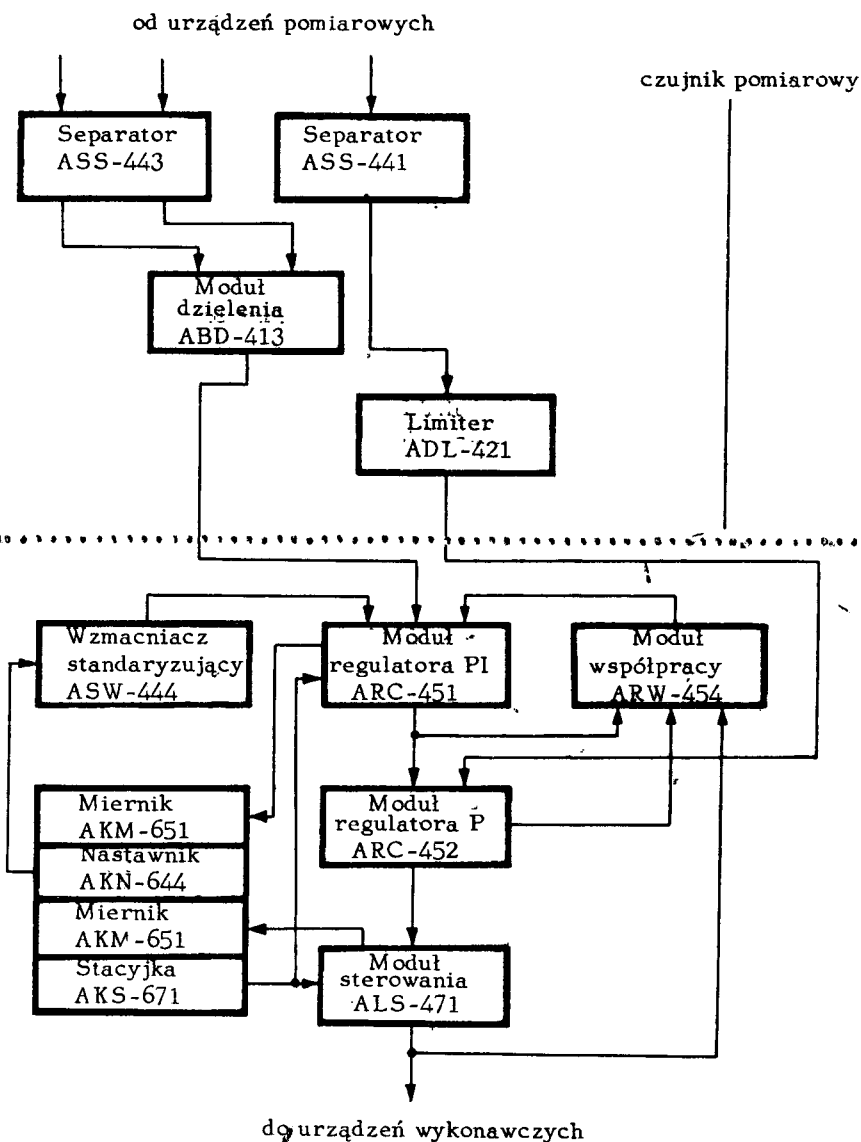 od urządzeń pomiarowych
czujnik pomiarowy
Separator
ASS-443
Separator
ASS-441
Moduł
dzielenia
ABD-413
Limiter
ADL-421
Wzmacniacz
standaryzujący
ASW-444
Moduł
regulatora PI
ARC-451
Moduł
współpracy
ARW-454
Miernik
AKM-651
Nastawnik
AKN-644
Miernik
AKM-651
Stacyjka
AKS-671
Moduł
regulatora P
ARC-452
Moduł
sterowania
ALS-471
do urządzeń wykonawczych